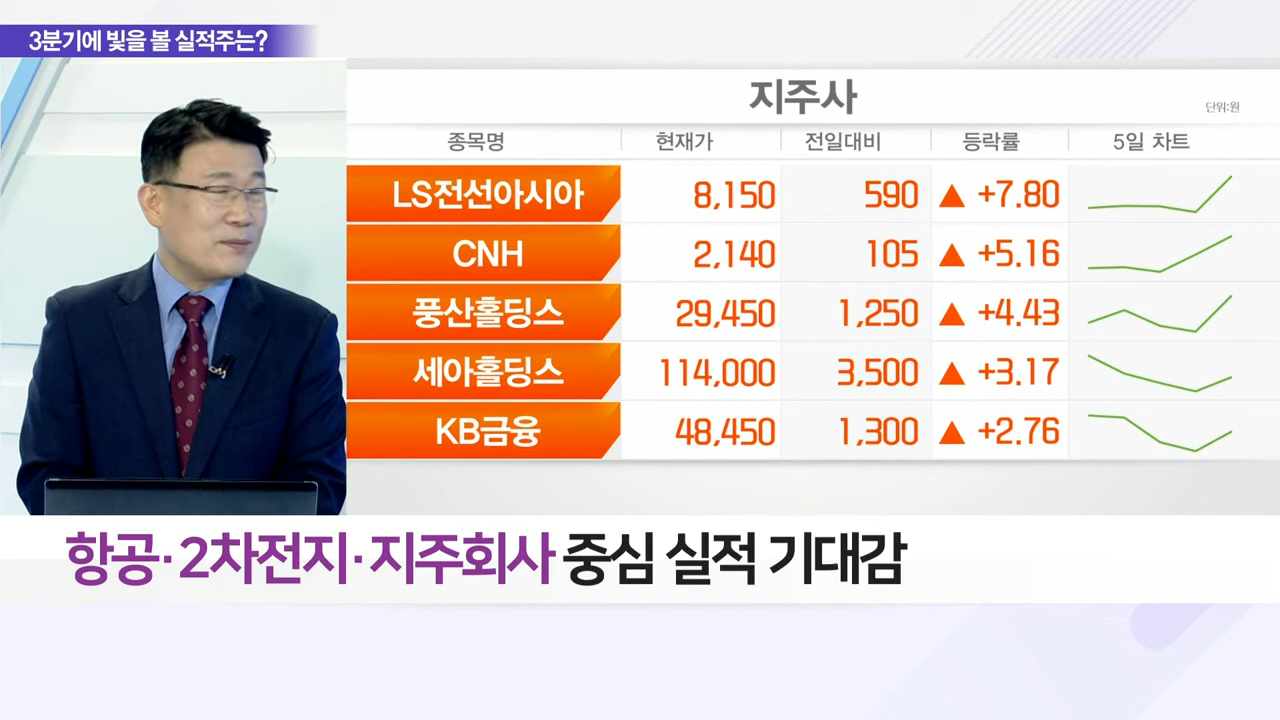 3분기에 빛을 볼 실적주는?
지주사
단위:원
종목명 현재가 전일대비 등락률 5일 차트
LS전선아시아 8,150 590 ▲ +7.80
CNH 2,140 105 ▲ +5.16
풍산홀딩스 29,450 1,250 ▲ +4.43
세아홀딩스 114,000 3,500 ▲ +3.17
KB금융 48,450 1,300 ▲ +2.76
항공·2차전지·지주회사 중심 실적 기대감